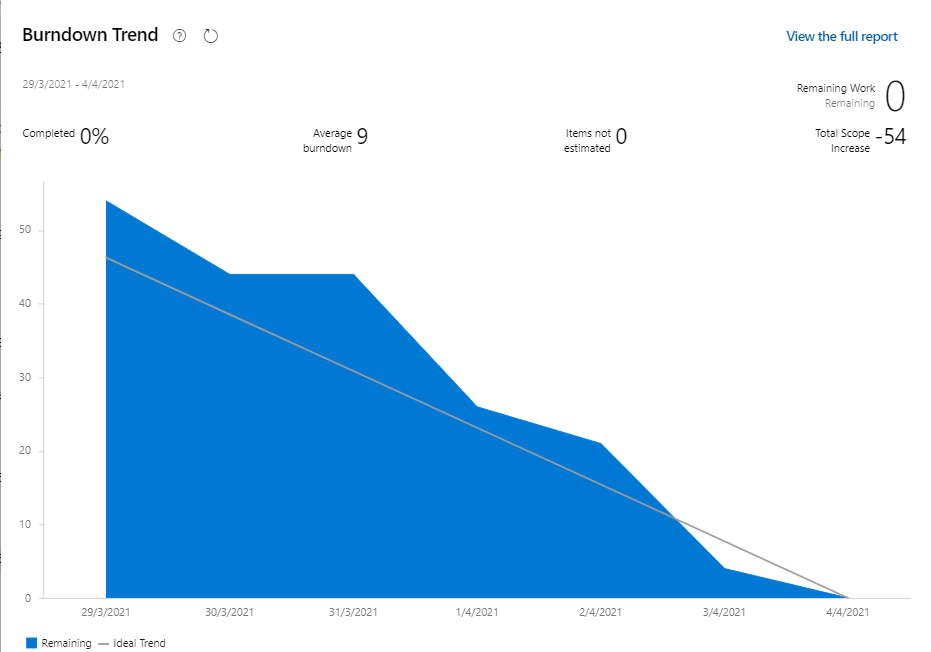 Burndown Trend
View the full report
29/3/2021 - 4/4/2021
Remaining Work
Remaining
0
Completed 0%
Average
burndown
9
Items not
estimated
0
Total Scope
Increase
-54
50
40
30
20
10
0
29/3/2021 30/3/2021 31/3/2021 1/4/2021 2/4/2021 3/4/2021 4/4/2021
Remaining Ideal Trend